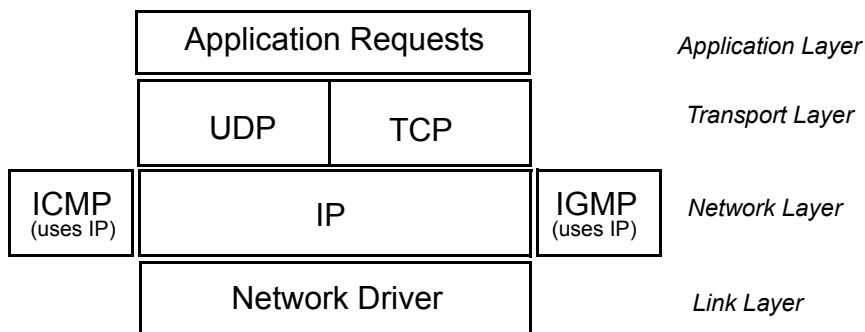 Application Requests
Application Layer
UDP
TCP
Transport Layer
ICMP
(uses IP)
IP
IGMP
(uses IP)
Network Layer
Network Driver
Link Layer